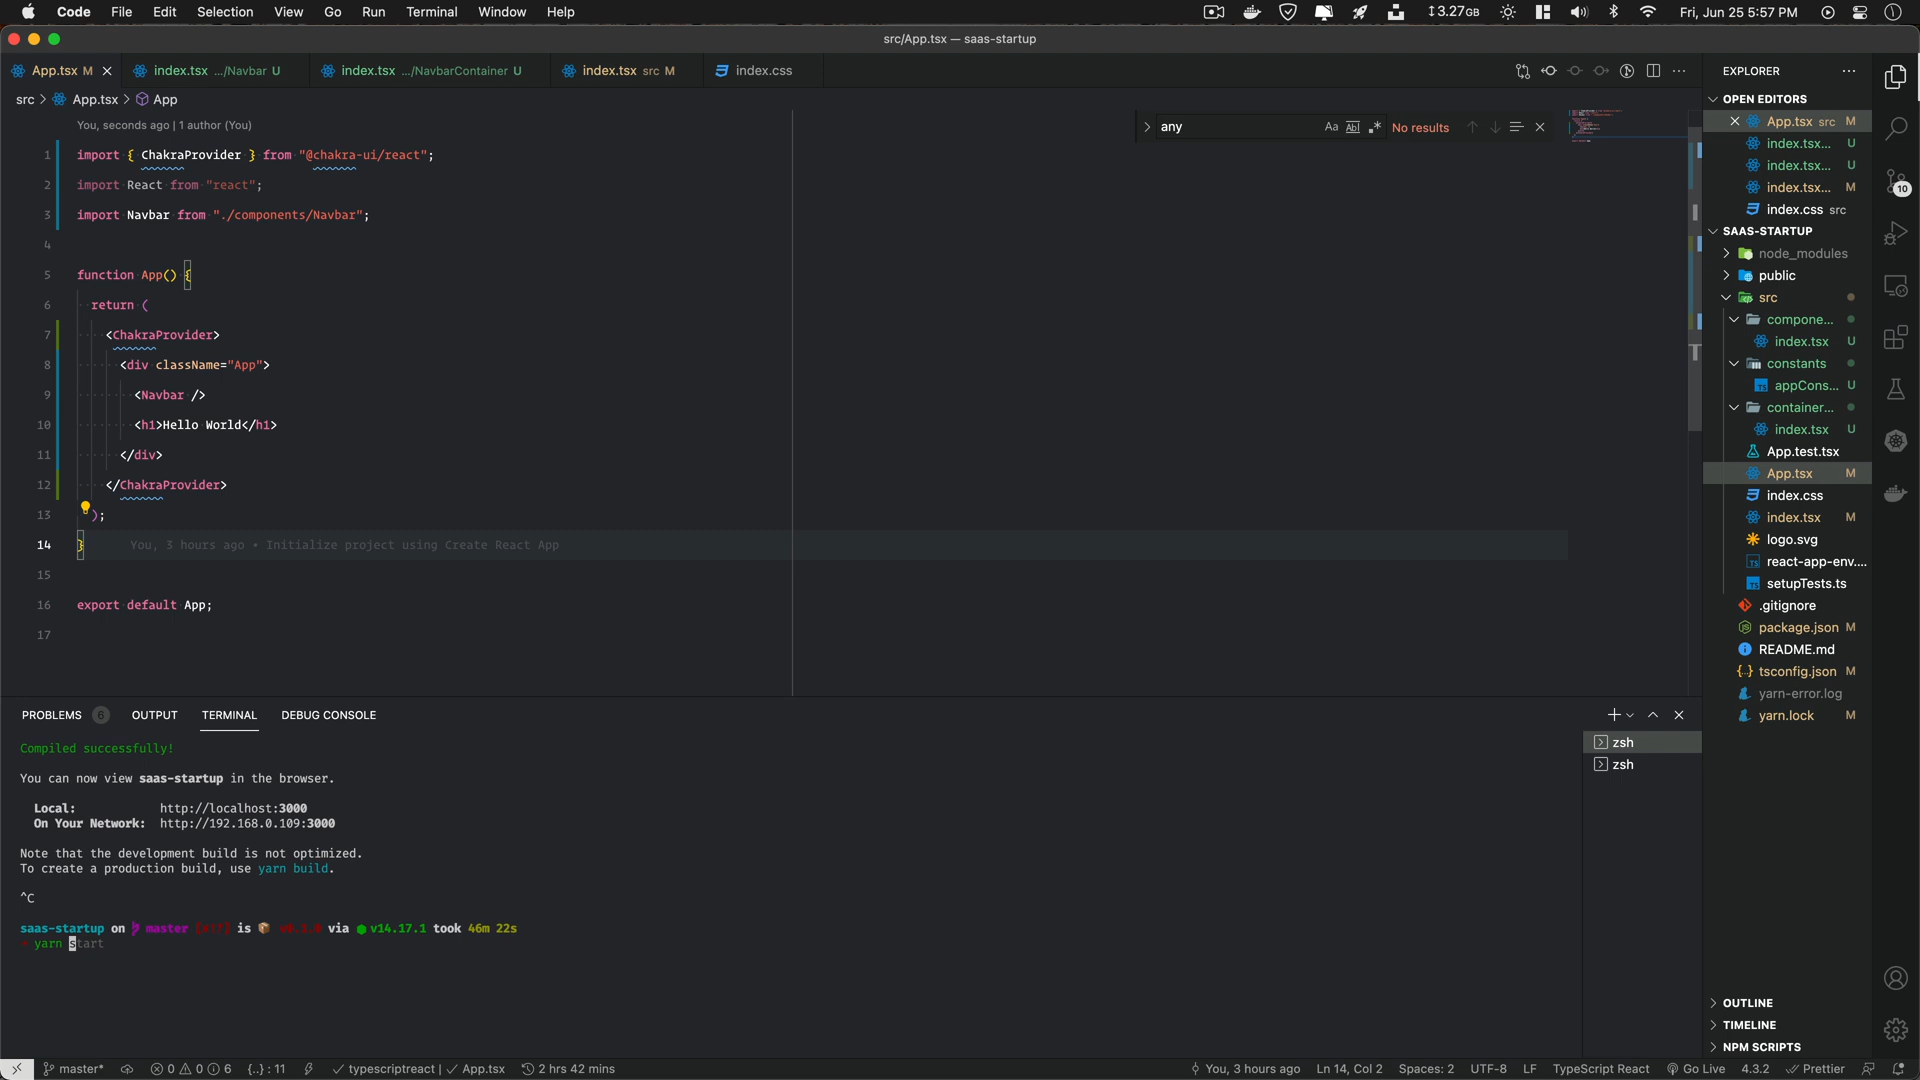 Code File Edit Selection View Go Run Terminal Window Help
3.27GB Fri, Jun 25 5:57 PM
src/App.tsx — saas-startup
App.tsx M index.tsx .../Navbar U index.tsx .../NavbarContainer U index.tsx src M index.css
src > App.tsx > App
You, seconds ago | 1 author (You)
any Aa Abl .* No results
1 import { ChakraProvider } from "@chakra-ui/react";
2 import React from "react";
3 import Navbar from "./components/Navbar";
4
5 function App() {
6 return (
7 <ChakraProvider>
8 <div className="App">
9 <Navbar />
10 <h1>Hello World</h1>
11 </div>
12 </ChakraProvider>
13 );
14 } You, 3 hours ago • Initialize project using Create React App
15
16 export default App;
17
PROBLEMS 6 OUTPUT TERMINAL DEBUG CONSOLE
Compiled successfully!
You can now view saas-startup in the browser.
Local: http://localhost:3000
On Your Network: http://192.168.0.109:3000
Note that the development build is not optimized.
To create a production build, use yarn build.
^C
saas-startup on master is via v14.17.1 took 46m 22s
yarn start
zsh
zsh
EXPLORER
OPEN EDITORS
App.tsx src M
index.tsx... U
index.tsx... U
index.tsx... M
index.css src
SAAS-STARTUP
node_modules
public
src
compone...
index.tsx U
constants
appCons... U
container...
index.tsx U
App.test.tsx
App.tsx M
index.css
index.tsx M
logo.svg
react-app-env....
setupTests.ts
.gitignore
package.json M
README.md
tsconfig.json M
yarn-error.log
yarn.lock M
OUTLINE
TIMELINE
NPM SCRIPTS
10
master* 0 0 6 {..} : 11 typescriptreact | App.tsx 2 hrs 42 mins
You, 3 hours ago Ln 14, Col 2 Spaces: 2 UTF-8 LF TypeScript React Go Live 4.3.2 Prettier